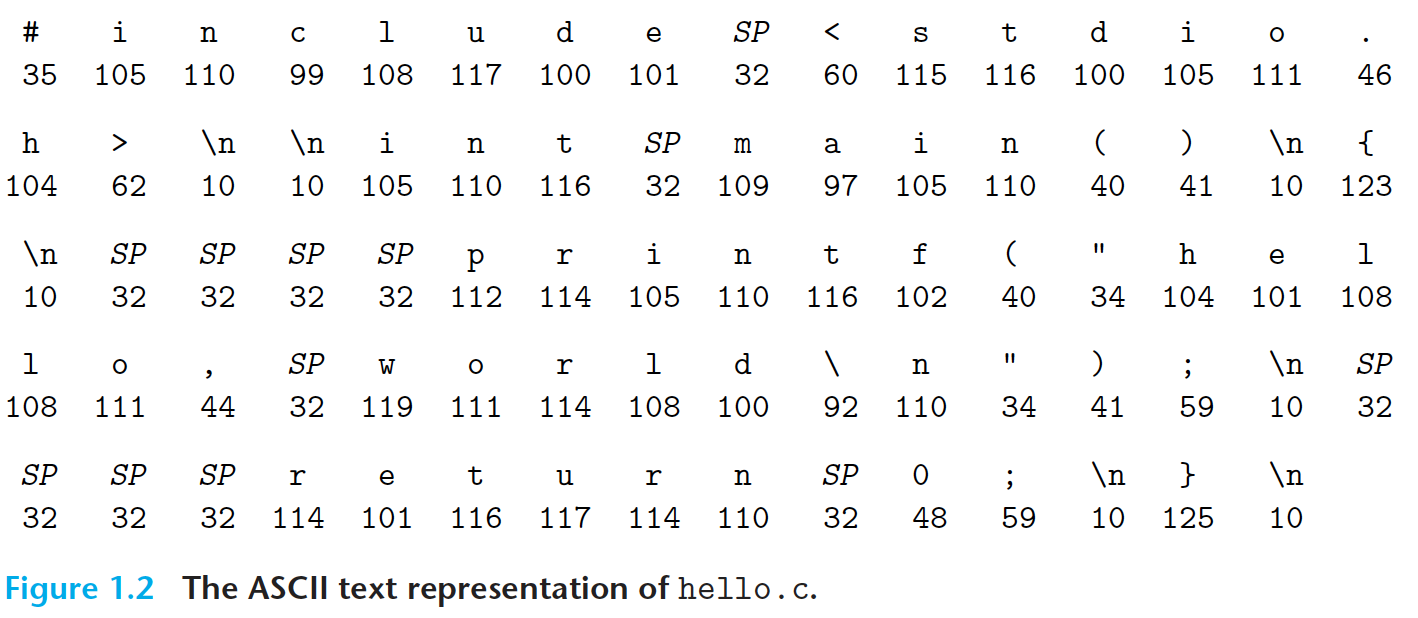 # i n c l u d e SP < s t d i o .
35 105 110 99 108 117 100 101 32 60 115 116 100 105 111 46
h > \n \n i n t SP m a i n ( ) \n {
104 62 10 10 105 110 116 32 109 97 105 110 40 41 10 123
\n SP SP SP SP p r i n t f ( " h e l
10 32 32 32 32 112 114 105 110 116 102 40 34 104 101 108
l o , SP w o r l d \ n " ) ; \n SP
108 111 44 32 119 111 114 108 100 92 110 34 41 59 10 32
SP SP SP r e t u r n SP 0 ; \n } \n
32 32 32 114 101 116 117 114 110 32 48 59 10 125 10
Figure 1.2 The ASCII text representation of hello.c.